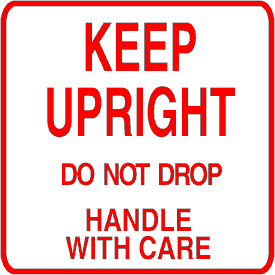 KEEP
UPRIGHT
DO NOT DROP
HANDLE
WITH CARE